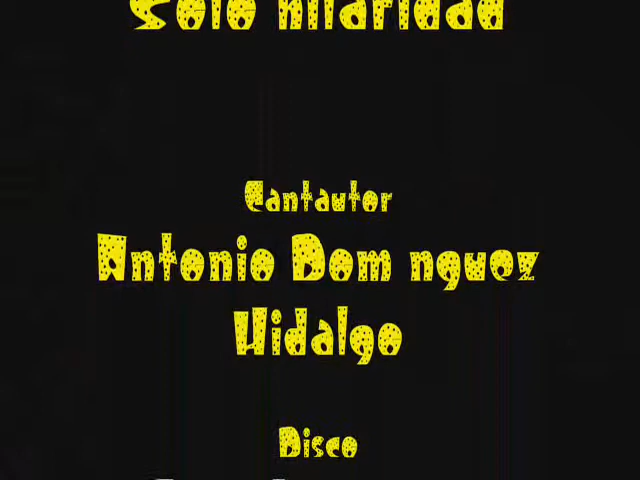 Solo hilaridad
Cantautor
Antonio Dom nguez
Hidalgo
Disco